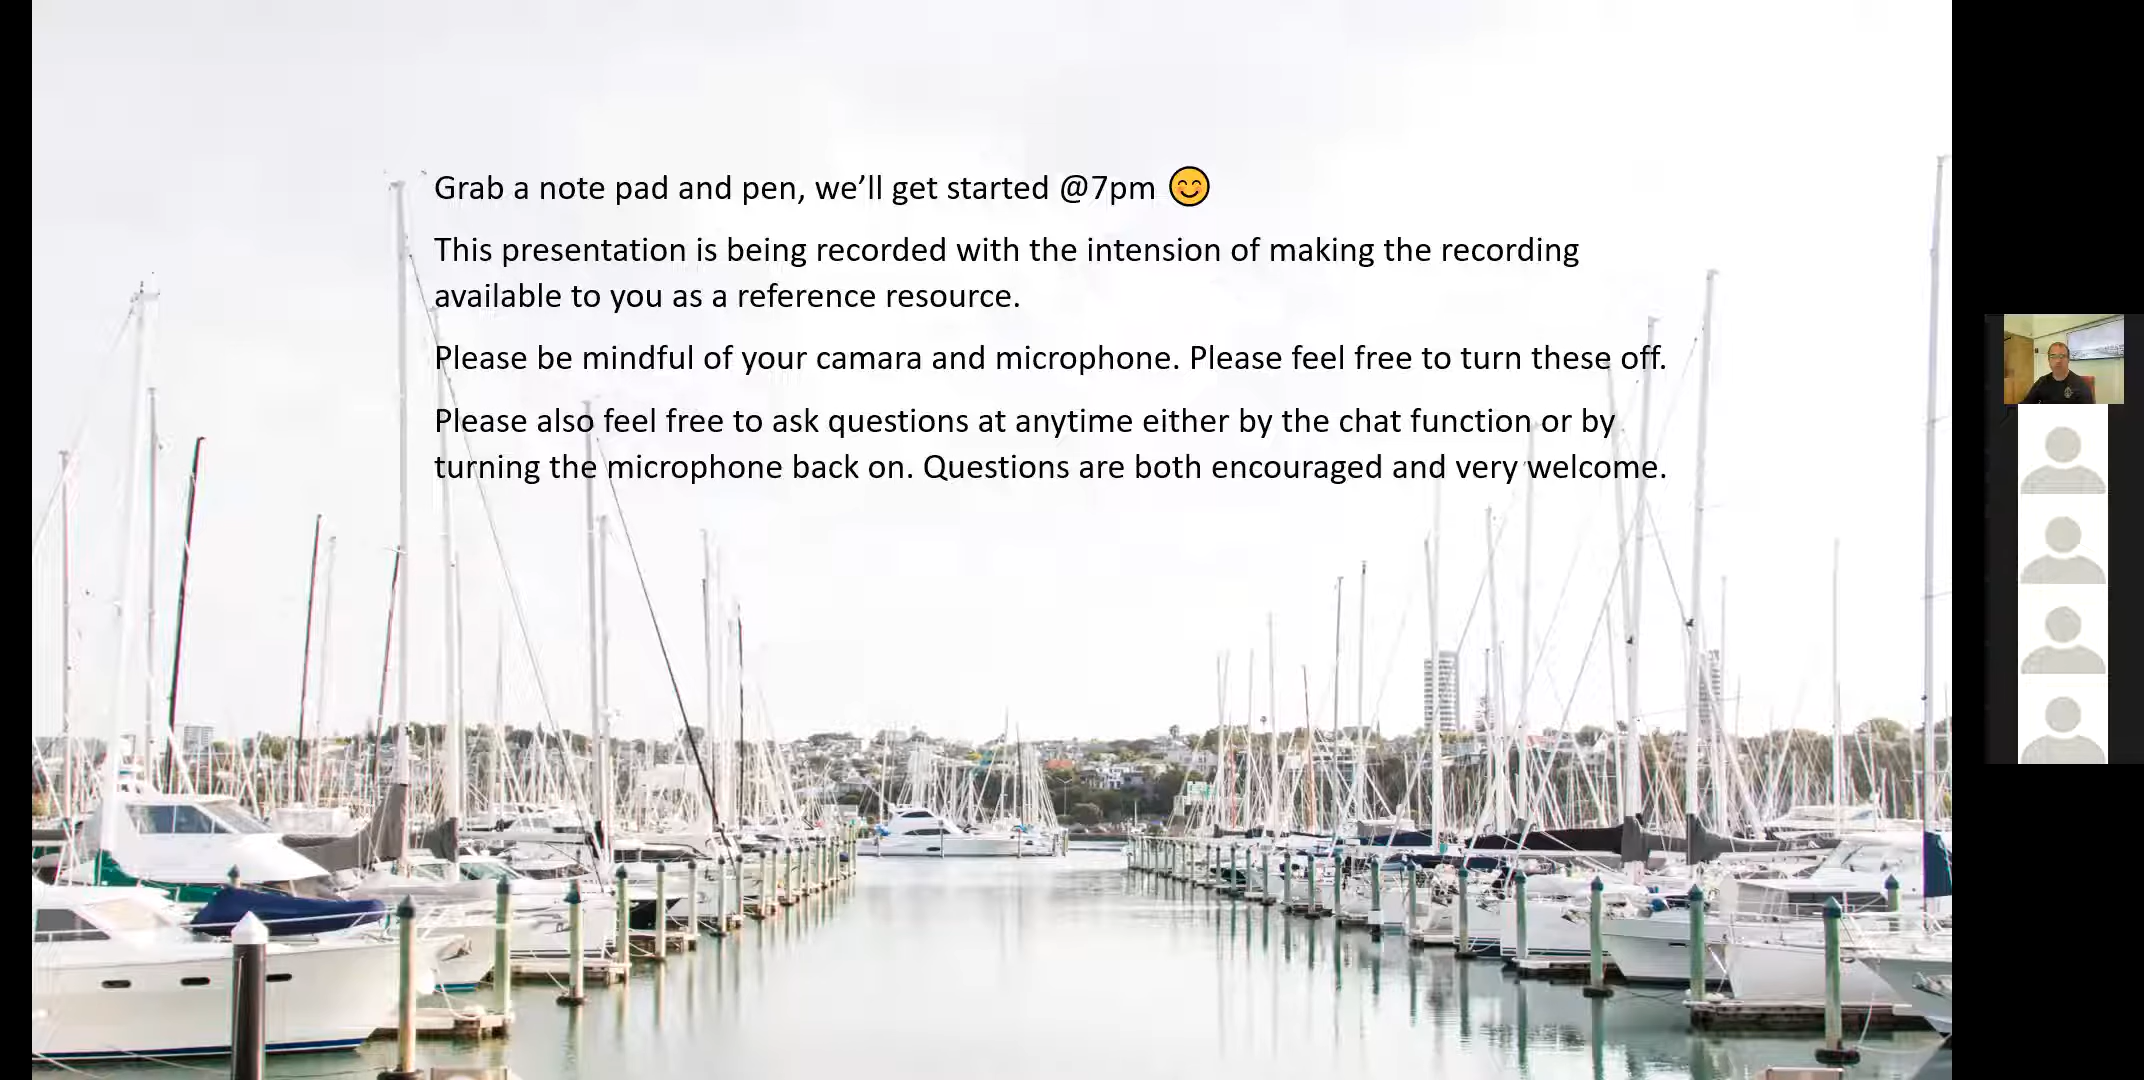 Grab a note pad and pen, we’ll get started @7pm 😊
This presentation is being recorded with the intension of making the recording
available to you as a reference resource.
Please be mindful of your camara and microphone. Please feel free to turn these off.
Please also feel free to ask questions at anytime either by the chat function or by
turning the microphone back on. Questions are both encouraged and very welcome.